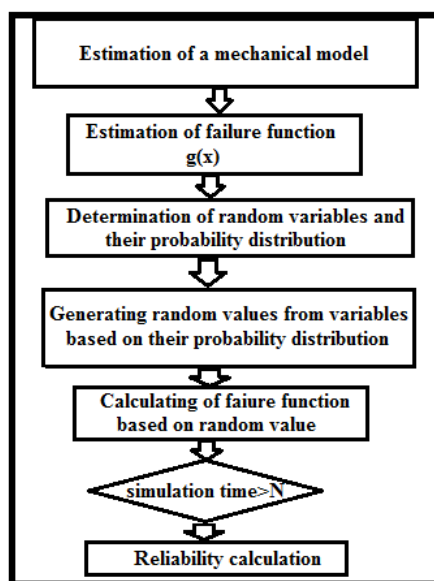 Estimation of a mechanical model
Estimation of failure function
g(x)
Determination of random variables and
their probability distribution
Generating random values from variables
based on their probability distribution
Calculating of faiure function
based on random value
simulation time>N
Reliability calculation